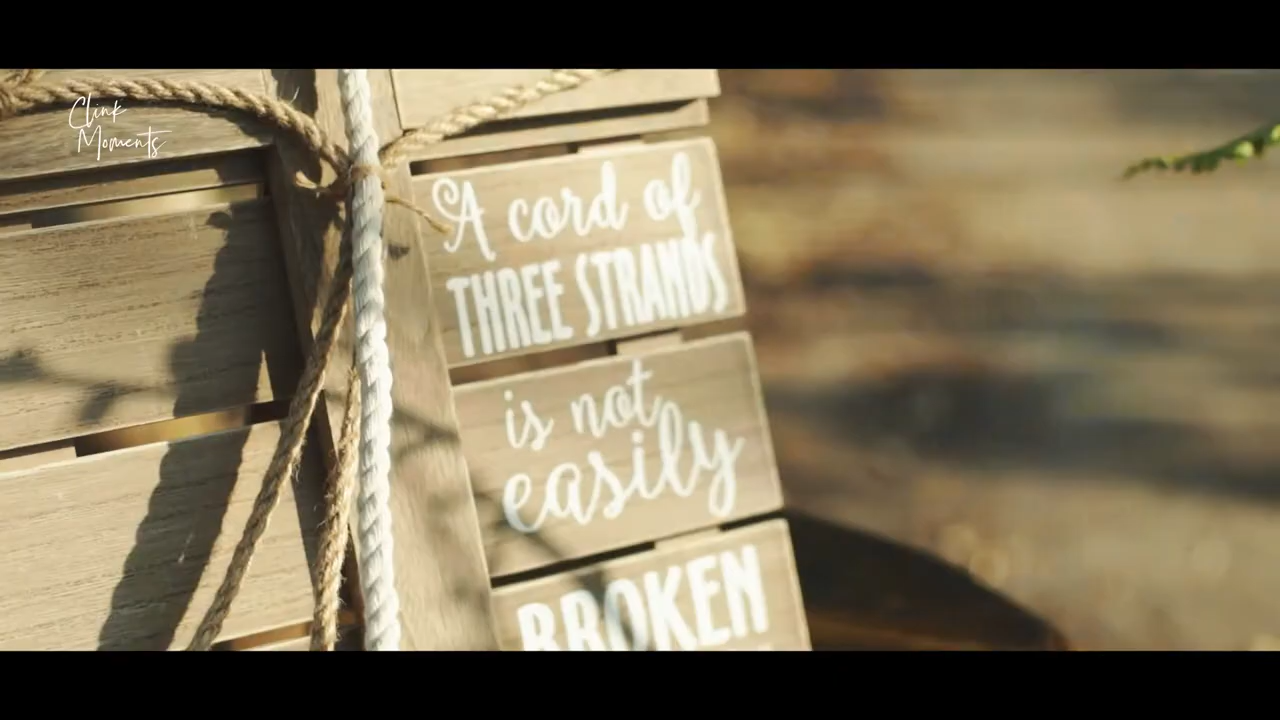 Clink
Moments
A cord of
THREE STRANDS
is not
easily
BROKEN